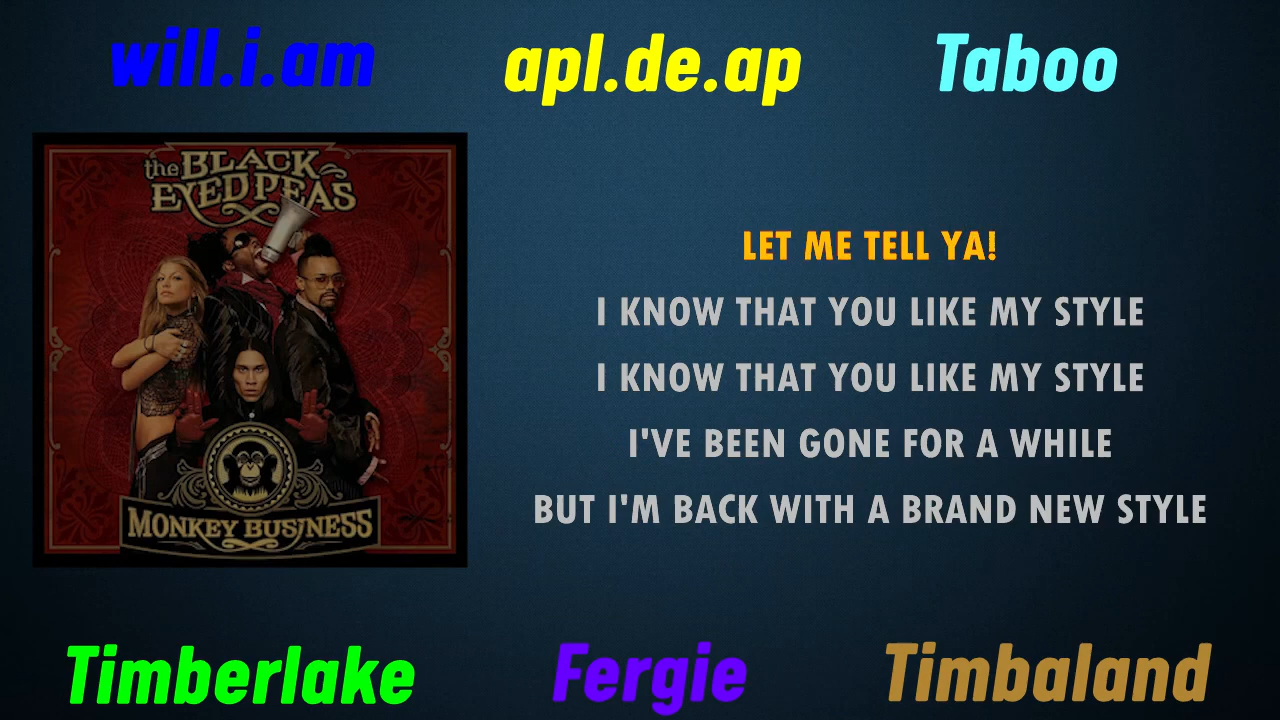 will.i.am apl.de.ap Taboo
the BLACK
EYED PEAS
MONKEY BUSINESS
LET ME TELL YA!
I KNOW THAT YOU LIKE MY STYLE
I KNOW THAT YOU LIKE MY STYLE
I'VE BEEN GONE FOR A WHILE
BUT I'M BACK WITH A BRAND NEW STYLE
Timberlake Fergie Timbaland